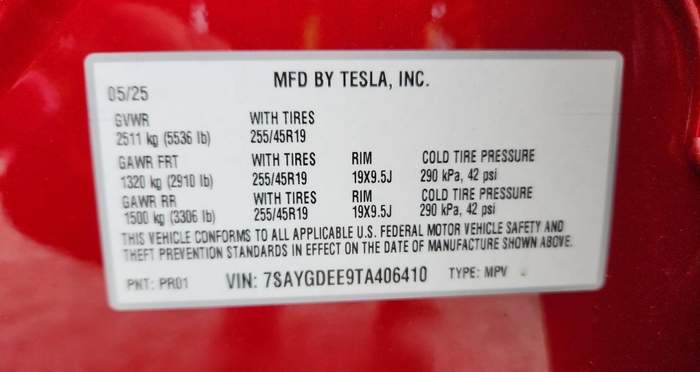 MFD BY TESLA, INC.
05/25
GVWR WITH TIRES
2511 kg (5536 lb) 255/45R19
GAWR FRT WITH TIRES RIM COLD TIRE PRESSURE
1320 kg (2910 lb) 255/45R19 19X9.5J 290 kPa, 42 psi
GAWR RR WITH TIRES RIM COLD TIRE PRESSURE
1500 kg (3306 lb) 255/45R19 19X9.5J 290 kPa, 42 psi
THIS VEHICLE CONFORMS TO ALL APPLICABLE U.S. FEDERAL MOTOR VEHICLE SAFETY AND
THEFT PREVENTION STANDARDS IN EFFECT ON THE DATE OF MANUFACTURE SHOWN ABOVE.
PNT: PR01 VIN: 7SAYGDEE9TA406410 TYPE: MPV